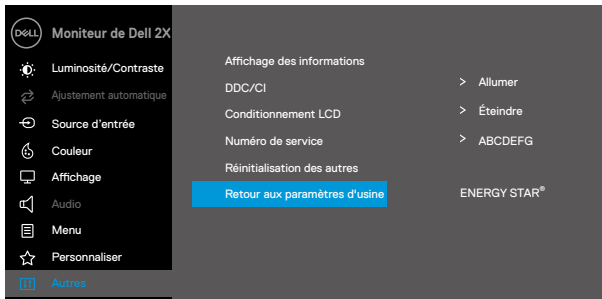 DELL
Moniteur de Dell 2X
Luminosité/Contraste
Ajustement automatique
Source d'entrée
Couleur
Affichage
Audio
Menu
Personnaliser
Autres
Affichage des informations
DDC/CI
> Allumer
Conditionnement LCD
> Éteindre
Numéro de service
> ABCDEFG
Réinitialisation des autres
Retour aux paramètres d'usine
ENERGY STAR®